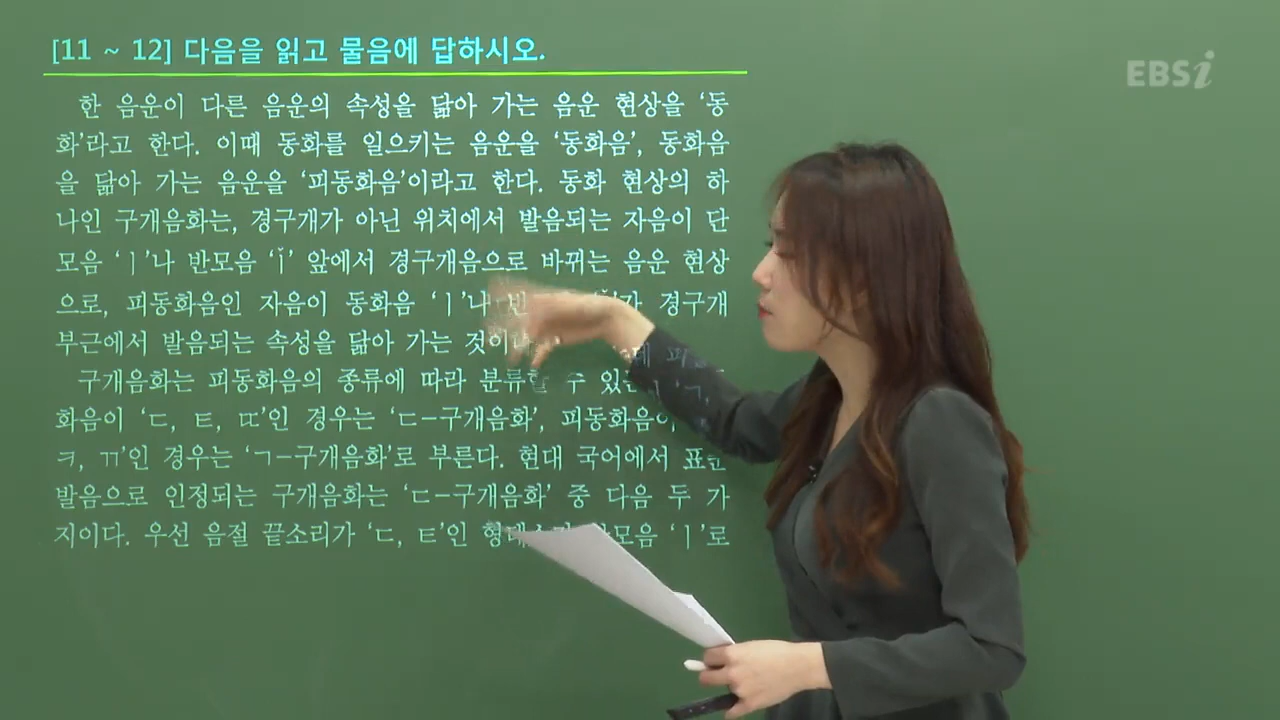 [11 ~ 12] 다음을 읽고 물음에 답하시오.
EBSi
한 음운이 다른 음운의 속성을 닮아 가는 음운 현상을 ‘동
화’라고 한다. 이때 동화를 일으키는 음운을 ‘동화음’, 동화음
을 닮아 가는 음운을 ‘피동화음’이라고 한다. 동화 현상의 하
나인 구개음화는, 경구개가 아닌 위치에서 발음되는 자음이 단
모음 ‘ㅣ’나 반모음 ‘ㅣ̆’ 앞에서 경구개음으로 바뀌는 음운 현상
으로, 피동화음인 자음이 동화음 ‘ㅣ’나 경구개
부근에서 발음되는 속성을 닮아 가는
구개음화는 피동화음의 종류에 따라 분류할 수
화음이 ‘ㄷ, ㅌ, ㄸ’인 경우는 ‘ㄷ-구개음화’,
ㅋ, ㄲ’인 경우는 ‘ㄱ-구개음화’로 부른다. 현대 국어에서 표준
발음으로 인정되는 구개음화는 ‘ㄷ-구개음화’ 중 다음 두 가
지이다. 우선 음절 끝소리가 ‘ㄷ, ㅌ’인 ‘ㅣ’로